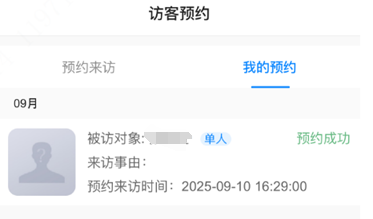 访客预约
预约来访 我的预约
09月
被访对象: 单人 预约成功
来访事由：
预约来访时间：2025-09-10 16:29:00